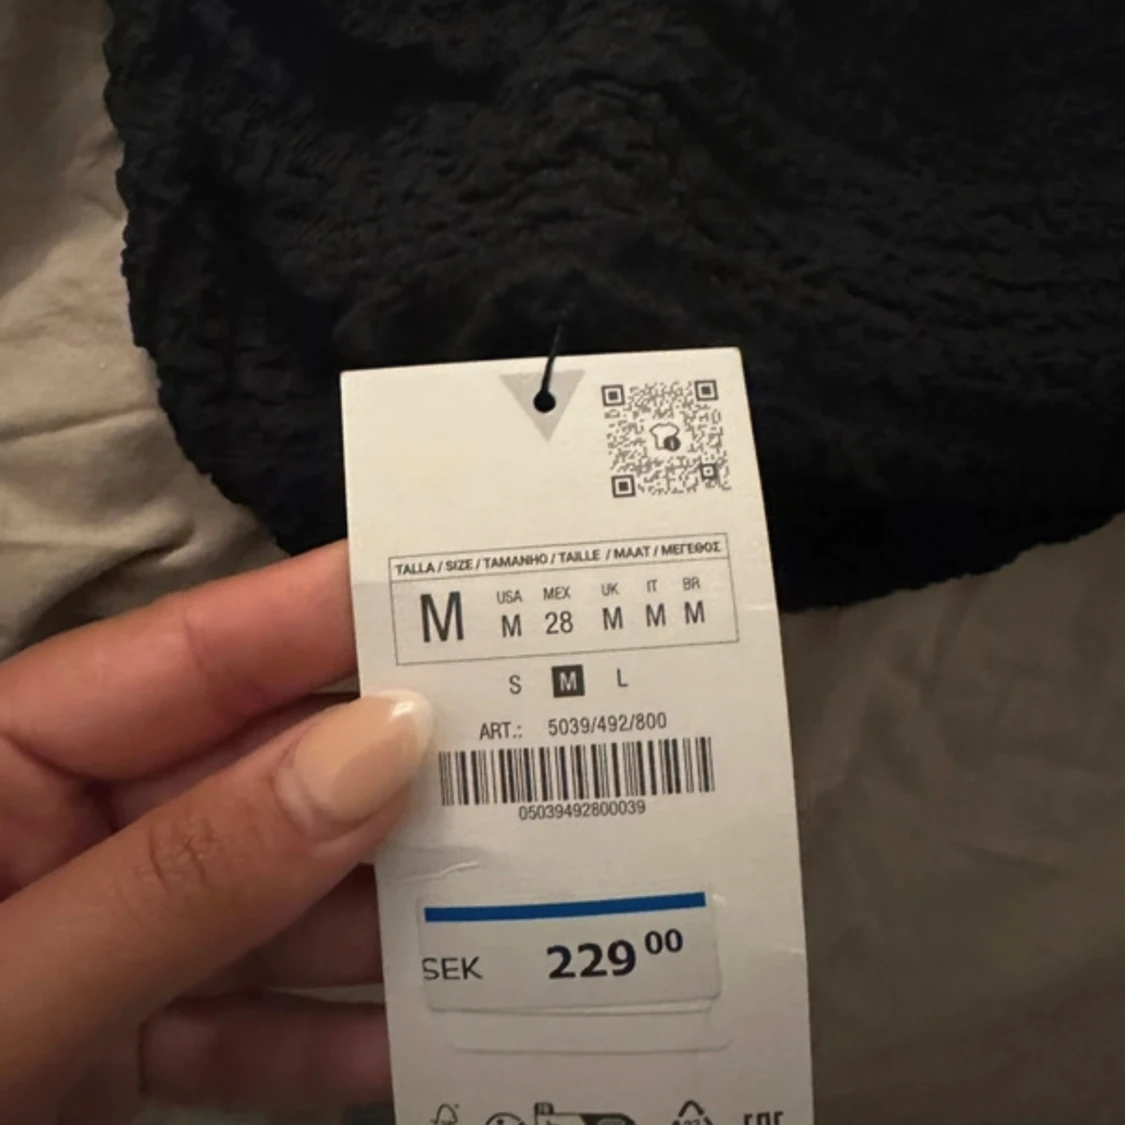 TALLA / SIZE / TAMANHO / TAILLE / MAAT / ΜΕΓΕΘΟΣ
USA MEX UK IT BR
M M 28 M M M
S M L
ART.: 5039/492/800
05039492800039
SEK 229 00